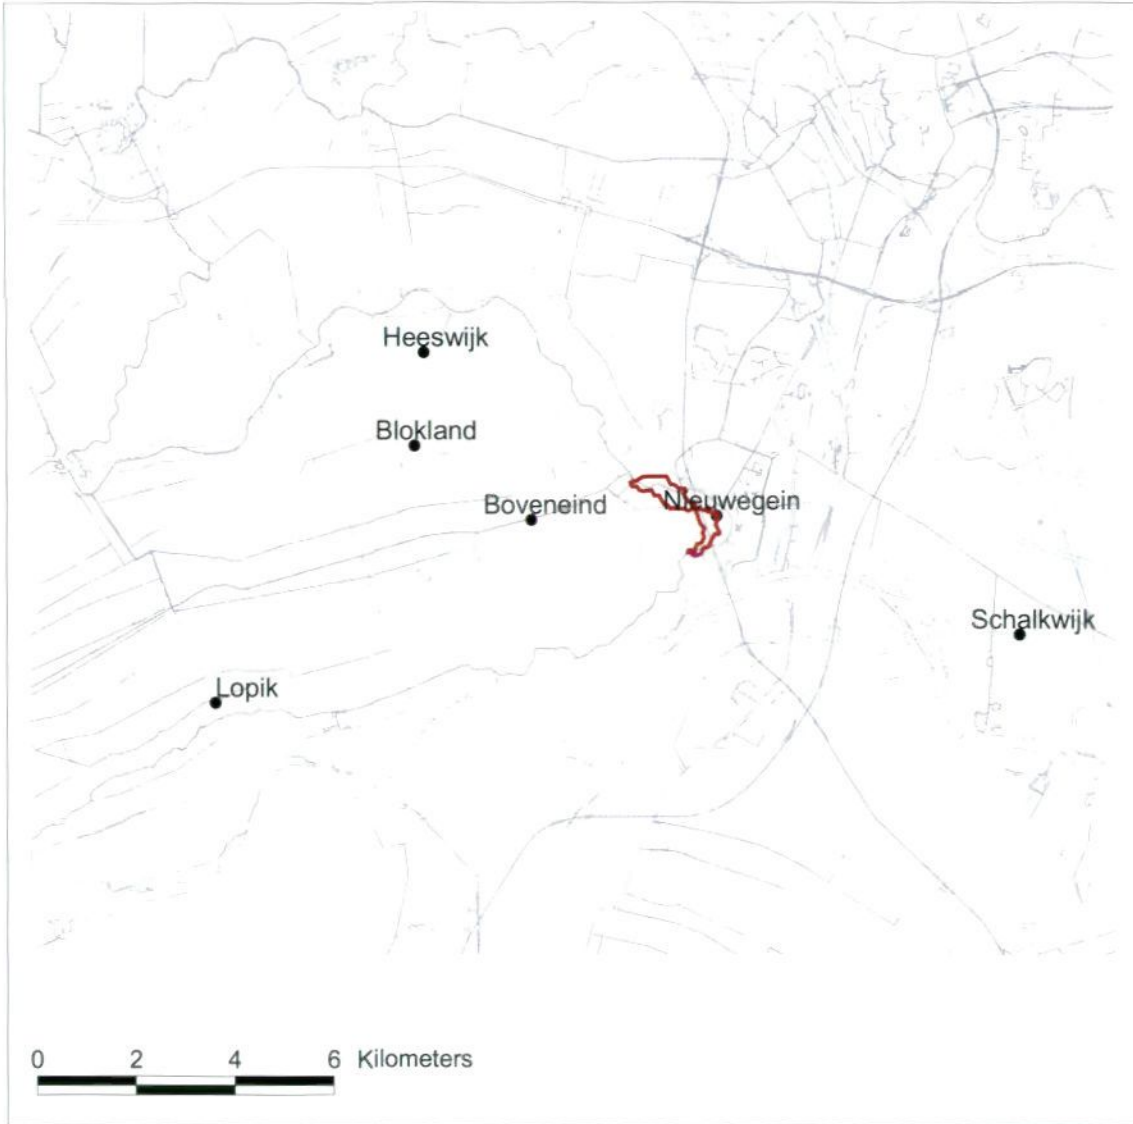 Heeswijk
Blokland
Boveneind
Nieuwegein
Schalkwijk
Lopik
0 2 4 6 Kilometers